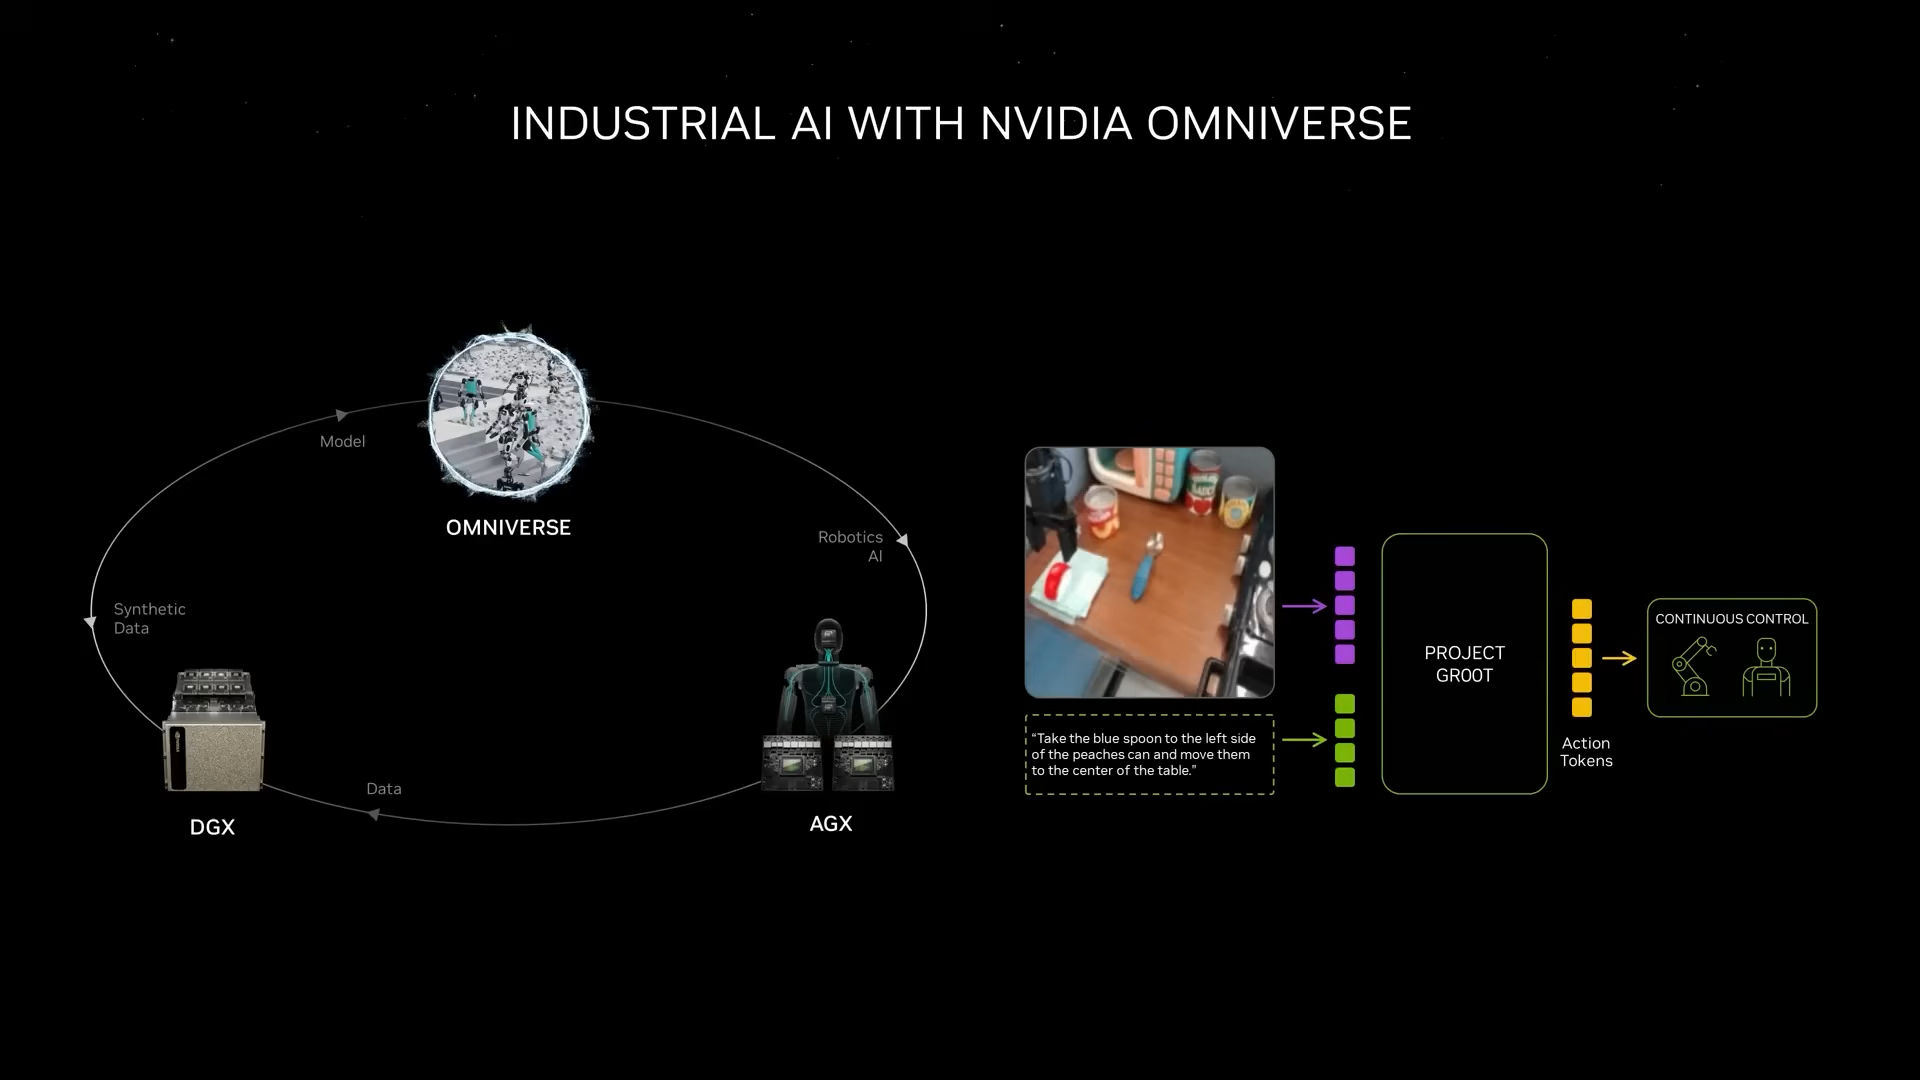 INDUSTRIAL AI WITH NVIDIA OMNIVERSE
Model
OMNIVERSE
Robotics
AI
Synthetic
Data
Data
DGX
AGX
“Take the blue spoon to the left side
of the peaches can and move them
to the center of the table.”
PROJECT
GR00T
Action
Tokens
CONTINUOUS CONTROL